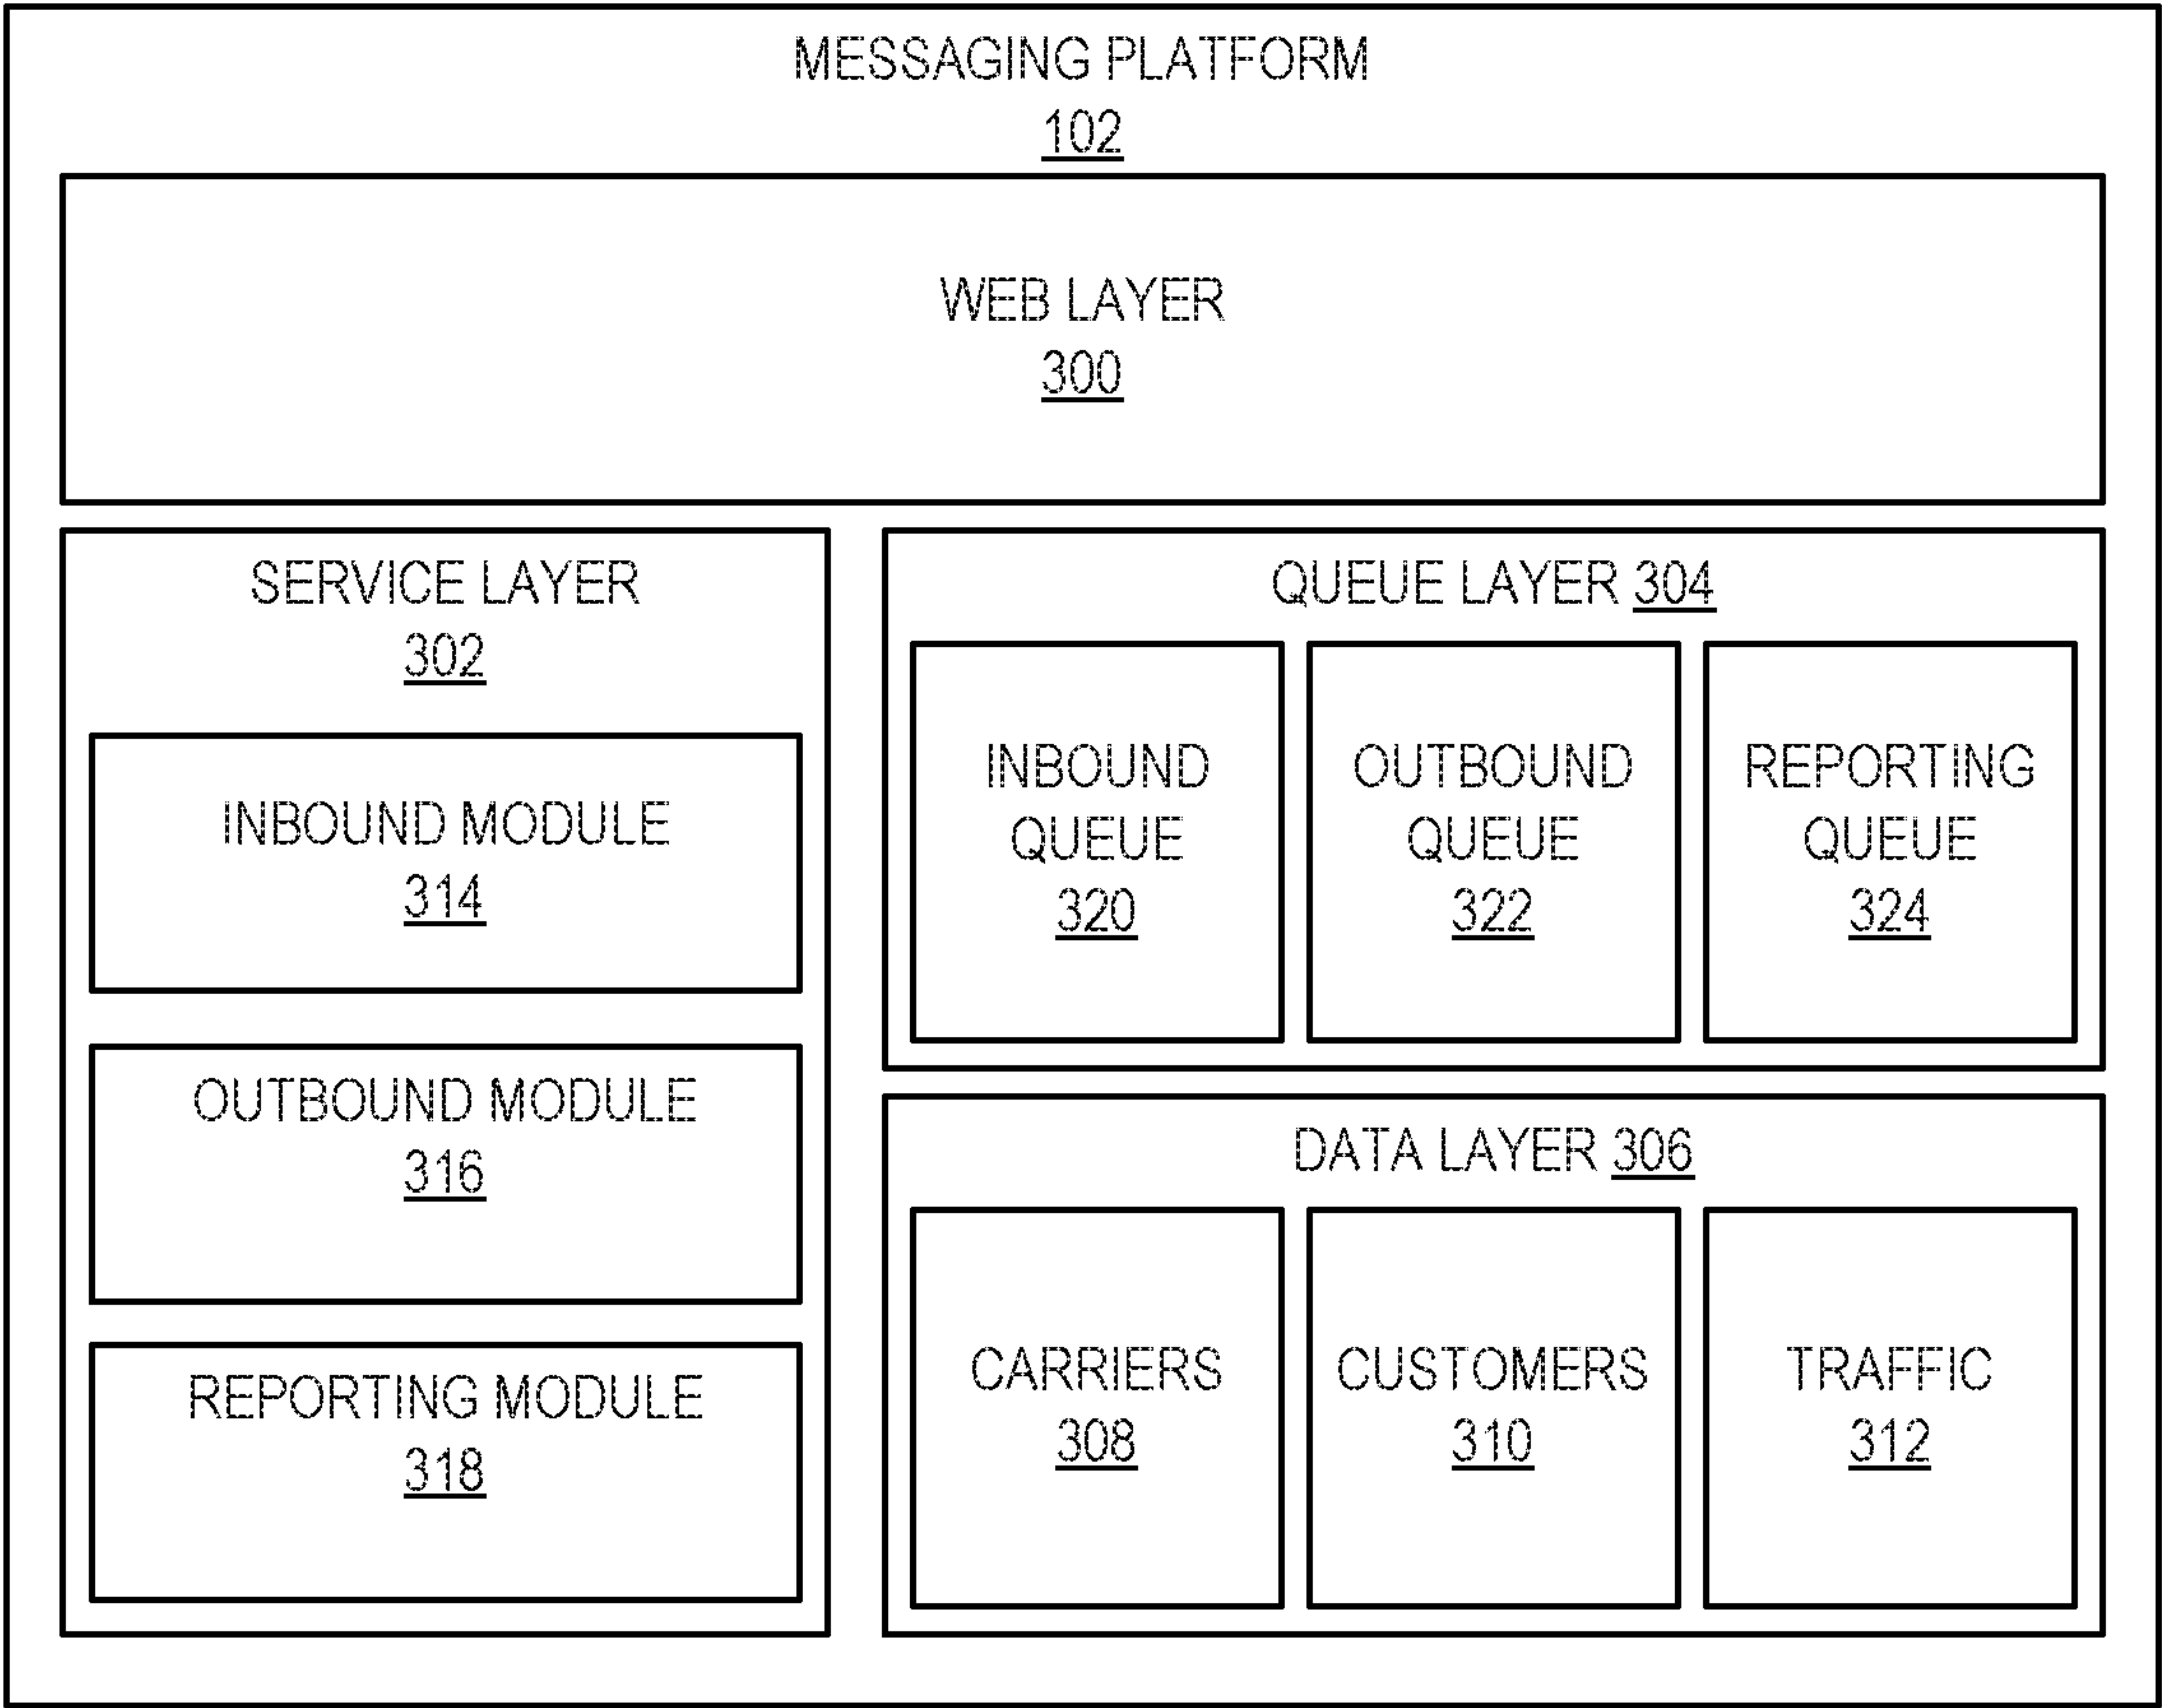 MESSAGING PLATFORM
102
WEB LAYER
300
SERVICE LAYER
302
INBOUND MODULE
314
OUTBOUND MODULE
316
REPORTING MODULE
318
QUEUE LAYER 304
INBOUND
QUEUE
320
OUTBOUND
QUEUE
322
REPORTING
QUEUE
324
DATA LAYER 306
CARRIERS
308
CUSTOMERS
310
TRAFFIC
312